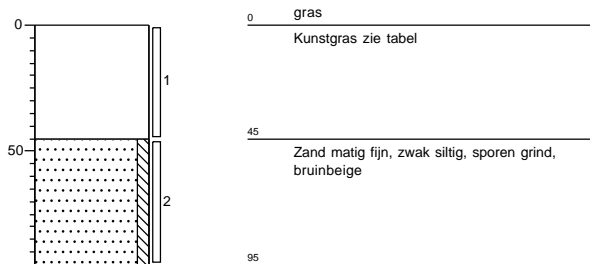 0
0
gras
Kunstgras zie tabel
1
45
50
Zand matig fijn, zwak siltig, sporen grind,
bruinbeige
2
95